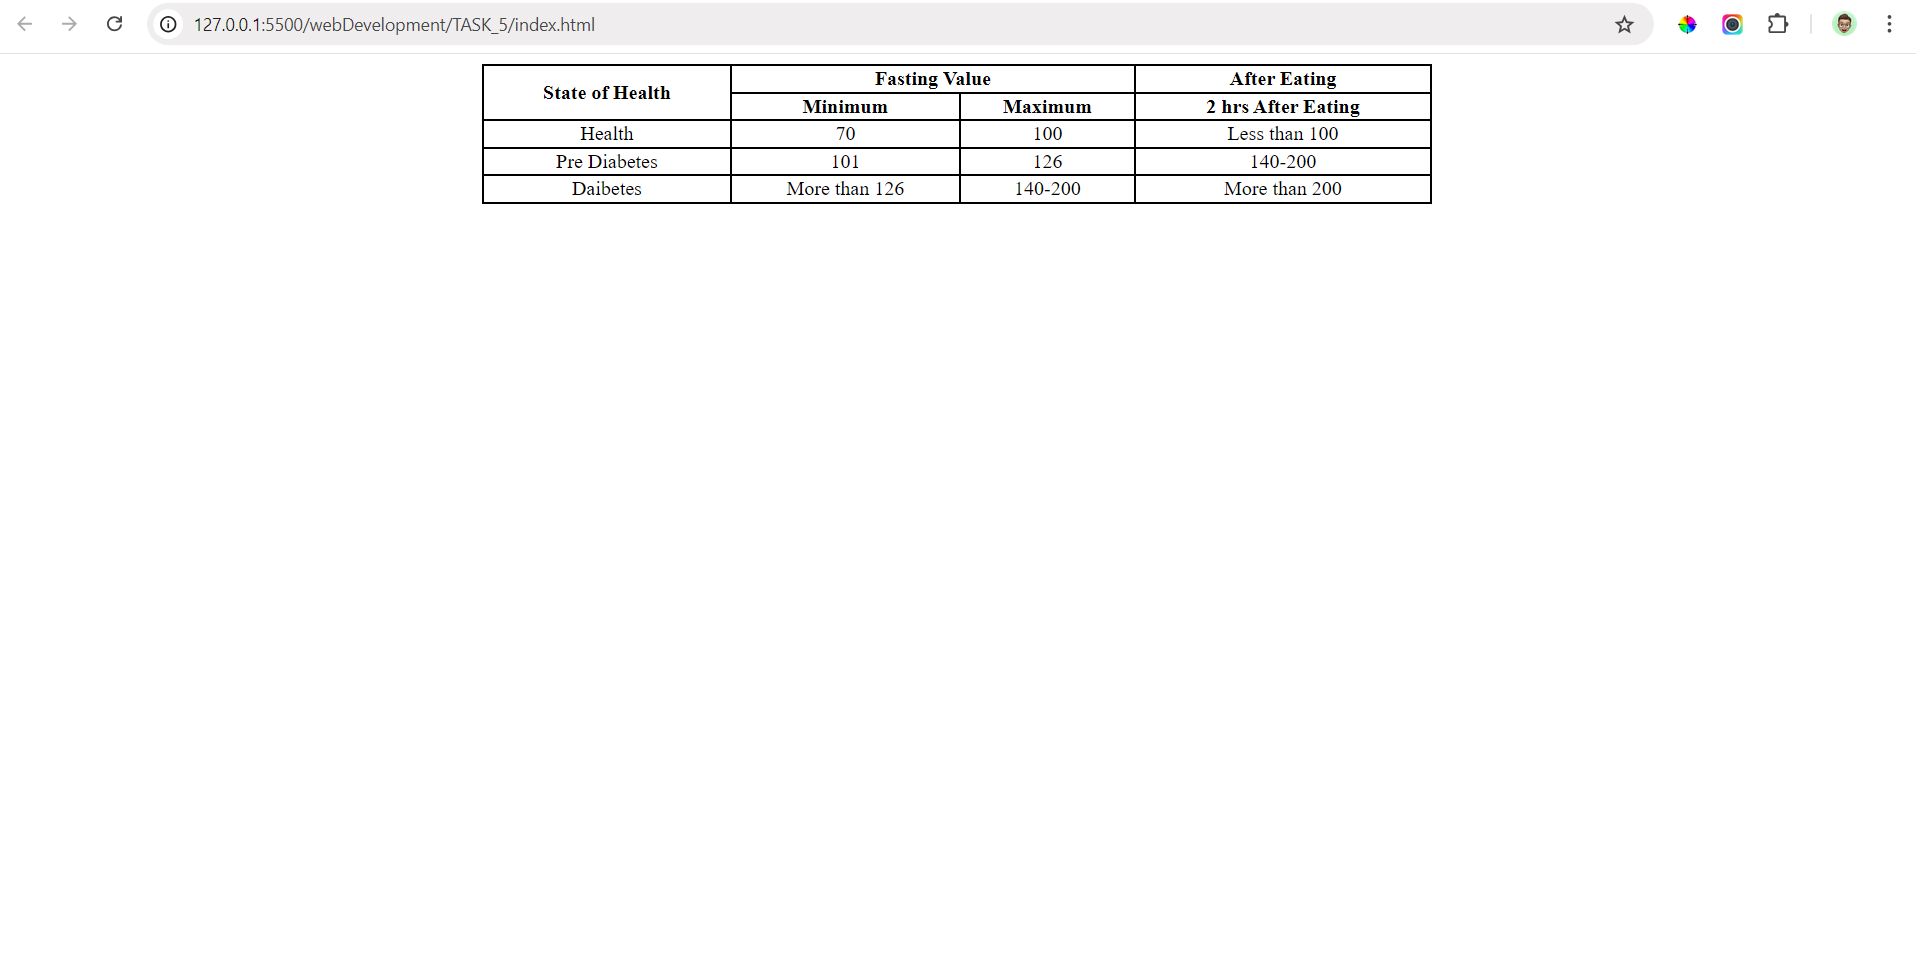 127.0.0.1:5500/webDevelopment/TASK_5/index.html
State of Health Fasting Value After Eating
Minimum Maximum 2 hrs After Eating
Health 70 100 Less than 100
Pre Diabetes 101 126 140-200
Daibetes More than 126 140-200 More than 200